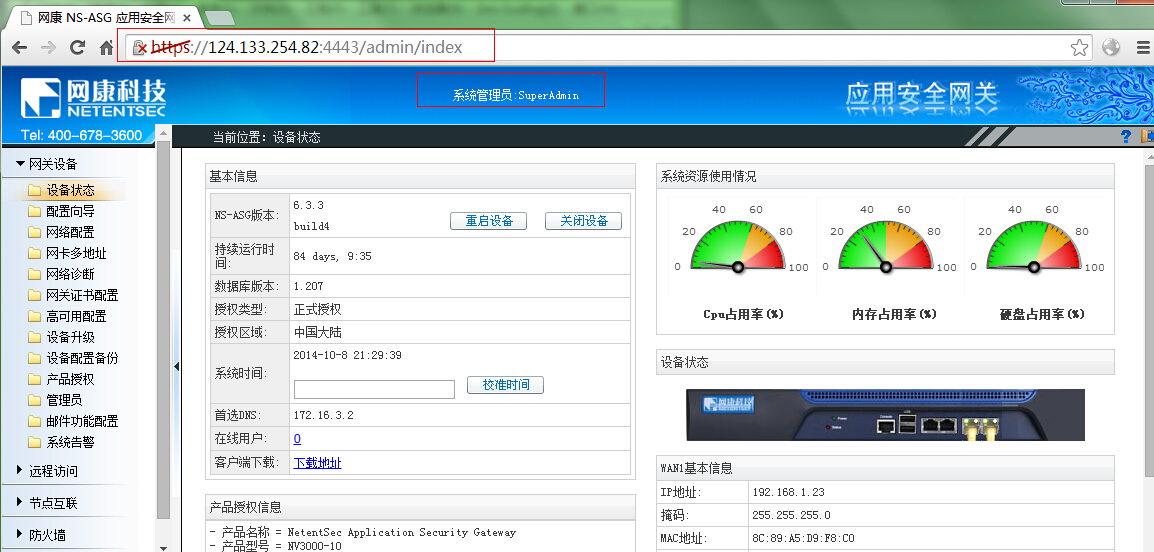 网康 NS-ASG 应用安全网
https://124.133.254.82:4443/admin/index
网康科技
NETENTSEC
Tel: 400-678-3600
系统管理员:SuperAdmin
应用安全网关
当前位置: 设备状态
网关设备
设备状态
配置向导
网络配置
网卡多地址
网络诊断
网关证书配置
高可用配置
设备升级
设备配置备份
产品授权
管理员
邮件功能配置
系统告警
远程访问
节点互联
防火墙
基本信息
NS-ASG版本:
6.3.3
build4
重启设备
关闭设备
持续运行时
间:
84 days, 9:35
数据库版本:
1.207
授权类型:
正式授权
授权区域:
中国大陆
系统时间:
2014-10-8 21:29:39
校准时间
首选DNS:
172.16.3.2
在线用户:
0
客户端下载:
下载地址
产品授权信息
- 产品名称 = NetentSec Application Security Gateway
- 产品型号 = NV3000-10
系统资源使用情况
0 20 40 60 80 100
0 20 40 60 80 100
0 20 40 60 80 100
Cpu占用率(%)
内存占用率(%)
硬盘占用率(%)
设备状态
网康科技
WAN1基本信息
IP地址:
192.168.1.23
掩码:
255.255.255.0
MAC地址:
8C:89:A5:D9:F8:C0